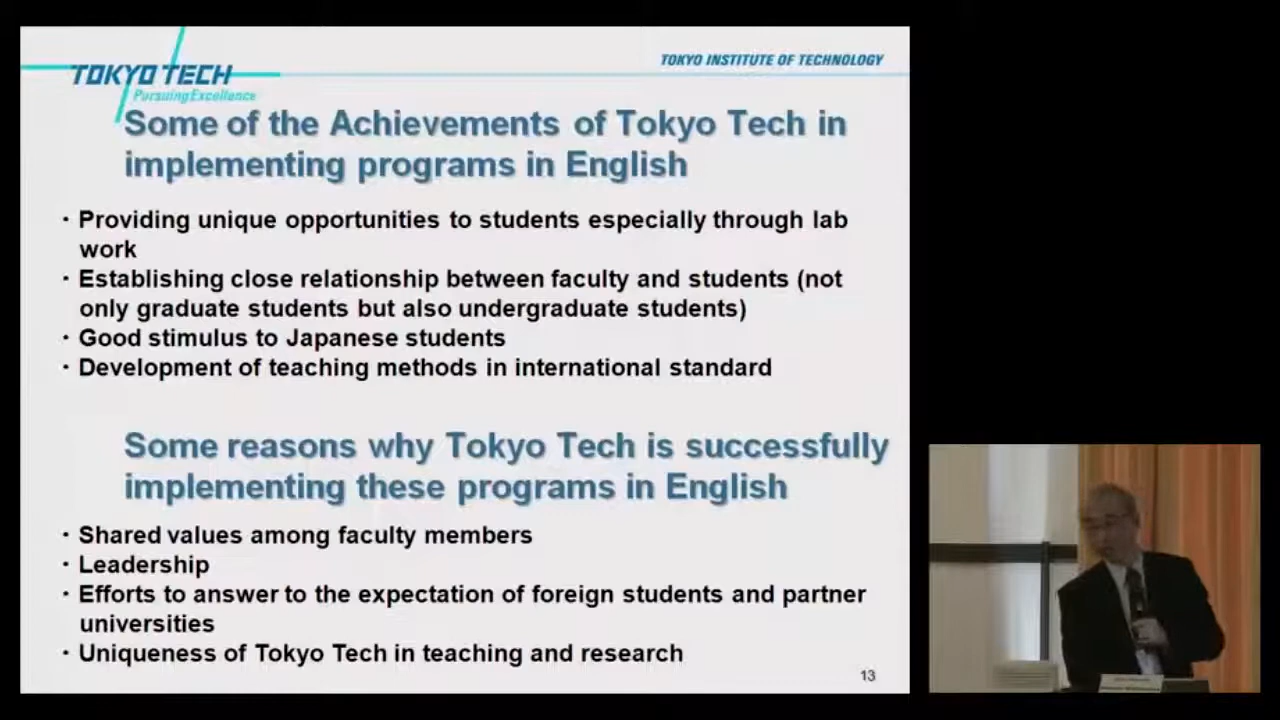 TOKYO TECH
Pursuing Excellence
TOKYO INSTITUTE OF TECHNOLOGY
Some of the Achievements of Tokyo Tech in
implementing programs in English
・Providing unique opportunities to students especially through lab
work
・Establishing close relationship between faculty and students (not
only graduate students but also undergraduate students)
・Good stimulus to Japanese students
・Development of teaching methods in international standard
Some reasons why Tokyo Tech is successfully
implementing these programs in English
・Shared values among faculty members
・Leadership
・Efforts to answer to the expectation of foreign students and partner
universities
・Uniqueness of Tokyo Tech in teaching and research
13